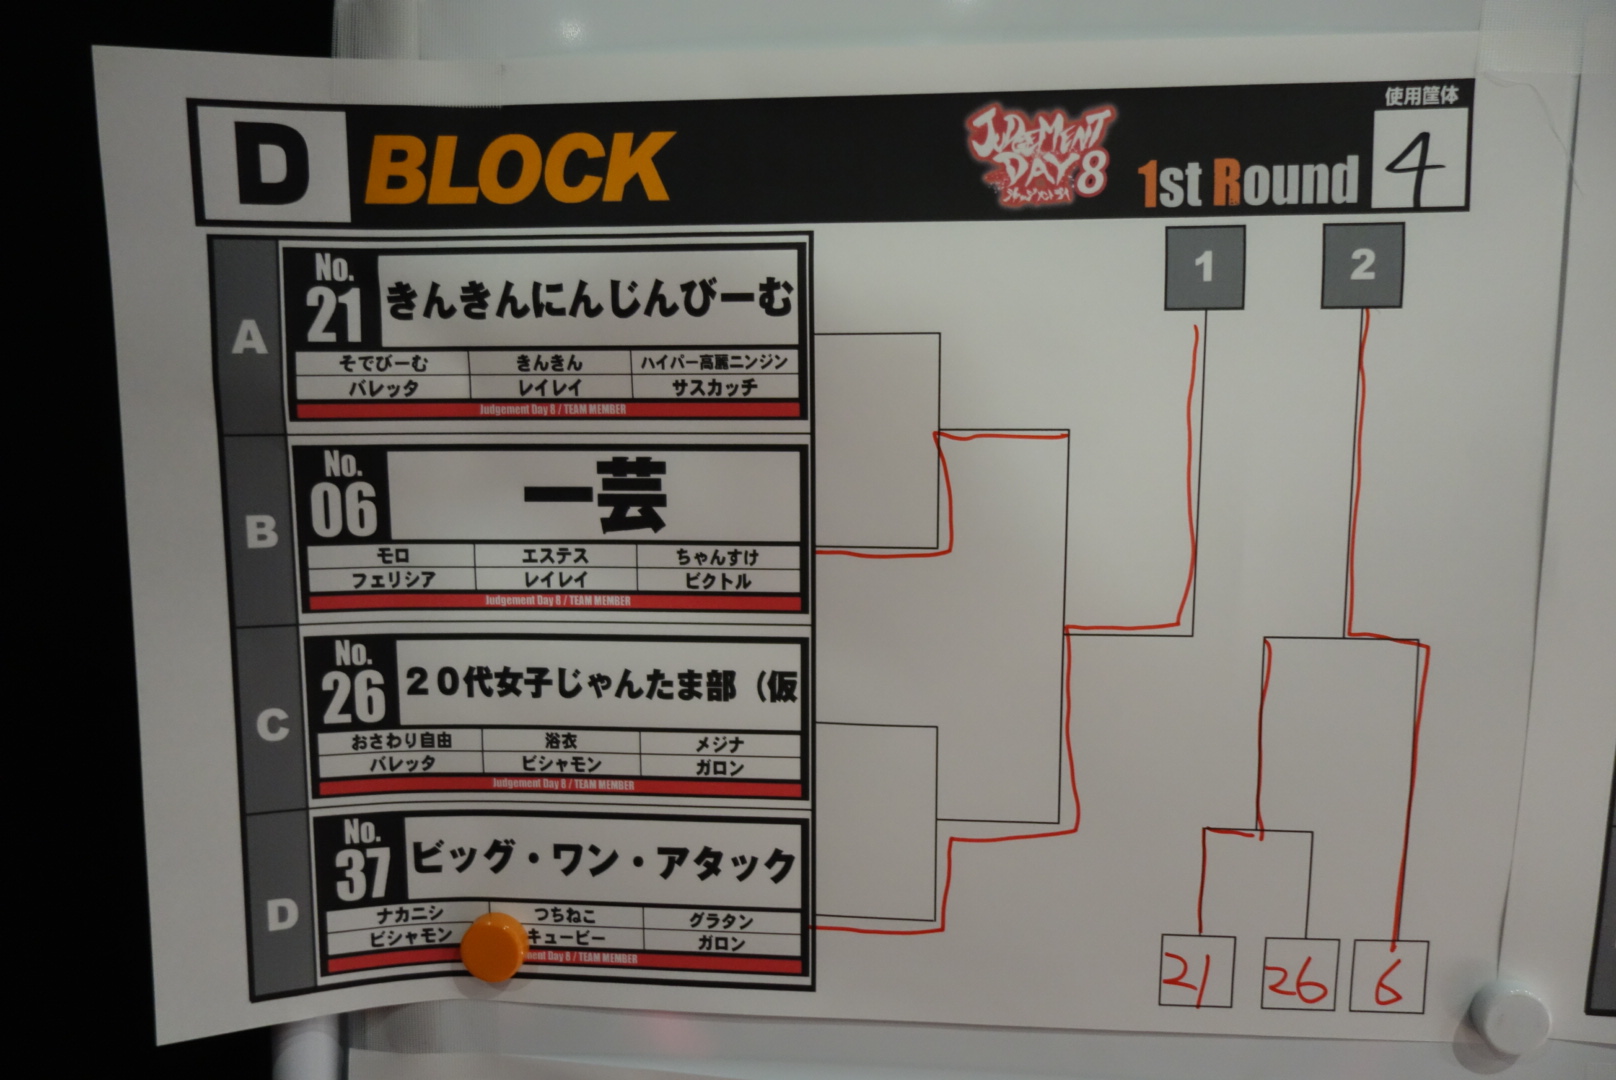 使用筐体
D BLOCK JUDGEMENT DAY 8 1st Round 4
1 2
A No. 21 きんきんにんじんびーむ
そでびーむ きんきん ハイパー高麗ニンジン
バレッタ レイレイ サスカッチ
Judgement Day 8 / TEAM MEMBER
B No. 06 一芸
モロ エステス ちゃんすけ
フェリシア レイレイ ビクトル
Judgement Day 8 / TEAM MEMBER
C No. 26 20代女子じゃんたま部（仮
おさわり自由 浴衣 メジナ
バレッタ ビシャモン ガロン
Judgement Day 8 / TEAM MEMBER
D No. 37 ビッグ・ワン・アタック
ナカニシ つちねこ グラタン
ビシャモン キュービー ガロン
ent Day 8 / TEAM MEMBER
21 26 6